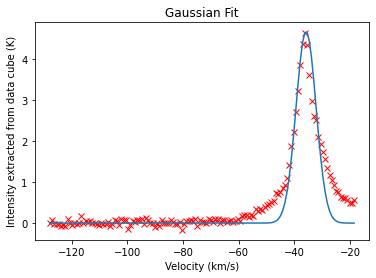 Gaussian Fit
Intensity extracted from data cube (K)
4
3
2
1
0
−120 −100 −80 −60 −40 −20
Velocity (km/s)